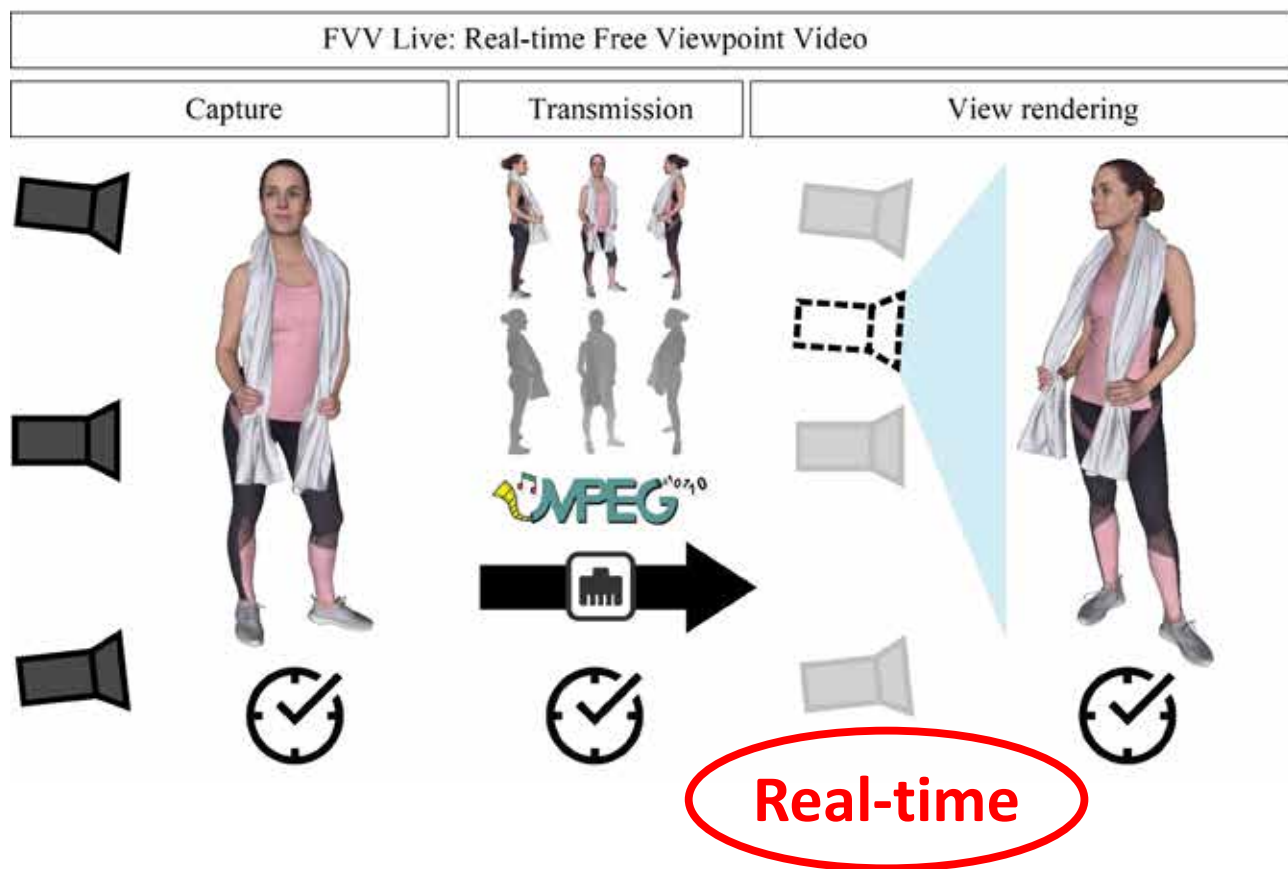 FVV Live: Real-time Free Viewpoint Video
Capture
Transmission
View rendering
MPEG
Real-time